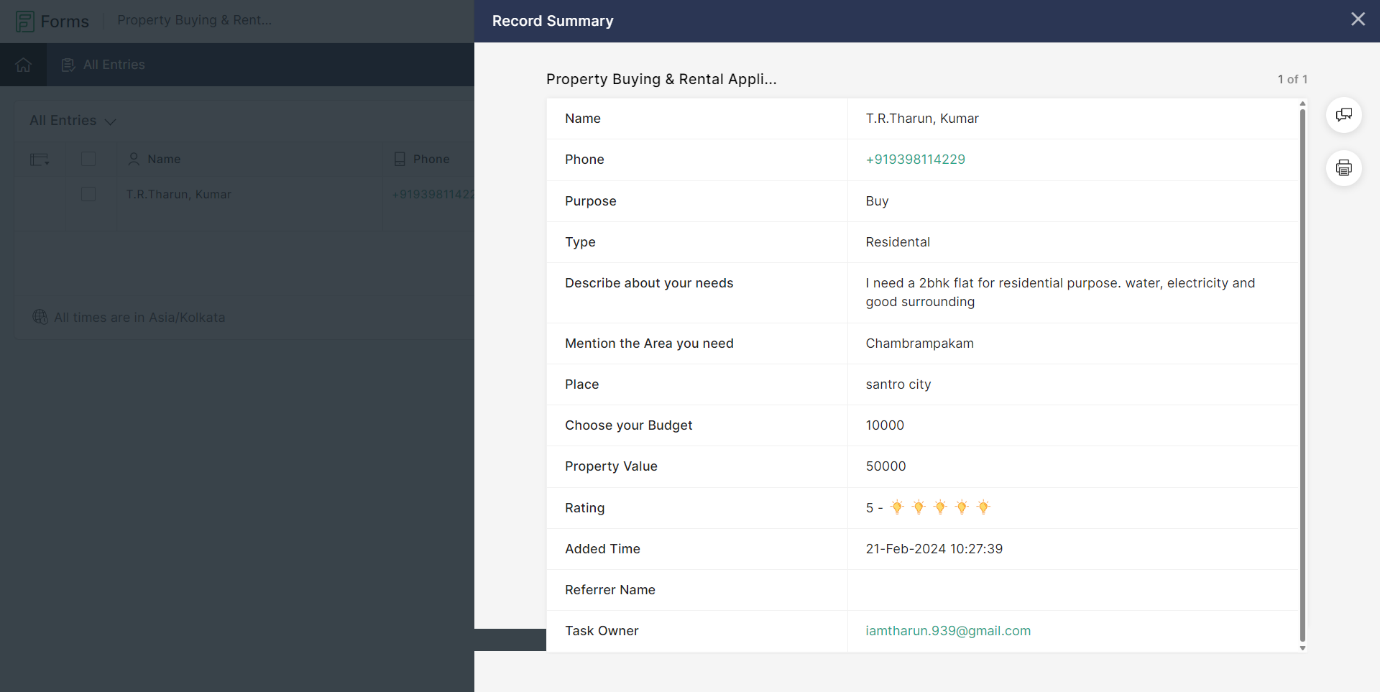 Forms
Property Buying & Rent...
All Entries
All Entries
Name
Phone
T.R.Tharun, Kumar
+9193981142
All times are in Asia/Kolkata
Record Summary
Property Buying & Rental Appli...
1 of 1
Name T.R.Tharun, Kumar
Phone +919398114229
Purpose Buy
Type Residental
Describe about your needs I need a 2bhk flat for residential purpose. water, electricity and
good surrounding
Mention the Area you need Chambrampakam
Place santro city
Choose your Budget 10000
Property Value 50000
Rating 5 -
Added Time 21-Feb-2024 10:27:39
Referrer Name
Task Owner iamtharun.939@gmail.com